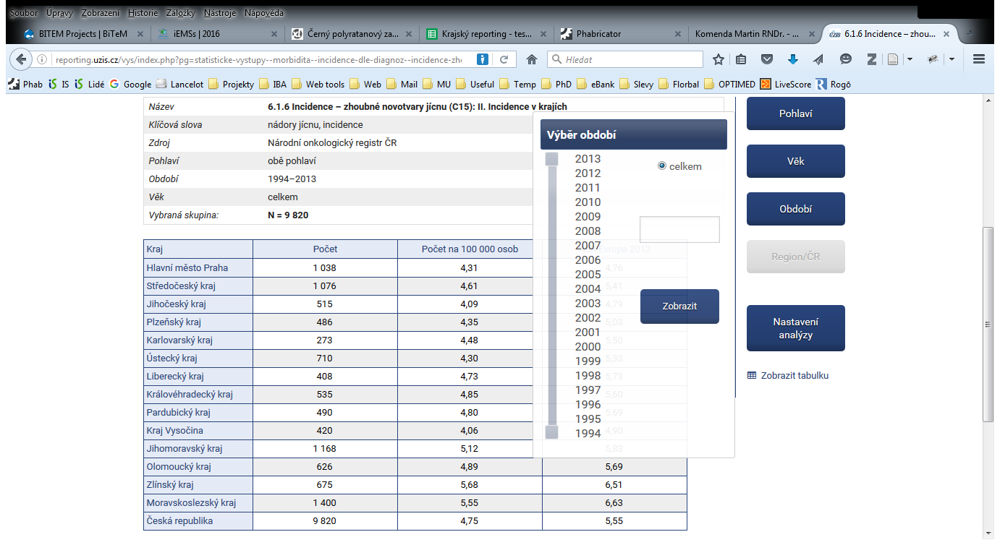 Soubor Úpravy Zobrazení Historie Záložky Nástroje Nápověda
BITEM Projects | BiTeM × iEMSs | 2016 × Černý polyratanový za... × Krajský reporting - tes... × Phabricator × Komenda Martin RNDr. - ... × 6.1.6 Incidence – zhou... ×
reporting.uzis.cz/vys/index.php?pg=statisticke-vystupy--morbidita--incidence-dle-diagnoz--incidence-zh Hledat
Phab IS Lidé Google Lancelot Projekty IBA Web tools Web Mail MU Useful Temp PhD eBank Slevy Florbal OPTIMED LiveScore Rogō
Název 6.1.6 Incidence – zhoubné novotvary jícnu (C15): II. Incidence v krajích
Klíčová slova nádory jícnu, incidence
Zdroj Národní onkologický registr ČR
Pohlaví obě pohlaví
Období 1994–2013
Věk celkem
Vybraná skupina: N = 9 820
Kraj Počet Počet na 100 000 osob Evropa 2013
Hlavní město Praha 1 038 4,31 4,76
Středočeský kraj 1 076 4,61 5,41
Jihočeský kraj 515 4,09 4,79
Plzeňský kraj 486 4,35 5,03
Karlovarský kraj 273 4,48 5,50
Ústecký kraj 710 4,30 5,33
Liberecký kraj 408 4,73 5,73
Královéhradecký kraj 535 4,85 5,60
Pardubický kraj 490 4,80 5,69
Kraj Vysočina 420 4,06 4,90
Jihomoravský kraj 1 168 5,12 5,83
Olomoucký kraj 626 4,89 5,69
Zlínský kraj 675 5,68 6,51
Moravskoslezský kraj 1 400 5,55 6,63
Česká republika 9 820 4,75 5,55
Výběr období
2013
celkem
2012
2011
2010
2009
2008
2007
2006
2005
2004
2003
Zobrazit
2002
2001
2000
1999
1998
1997
1996
1995
1994
Pohlaví
Věk
Období
Region/ČR
Nastavení
analýzy
Zobrazit tabulku